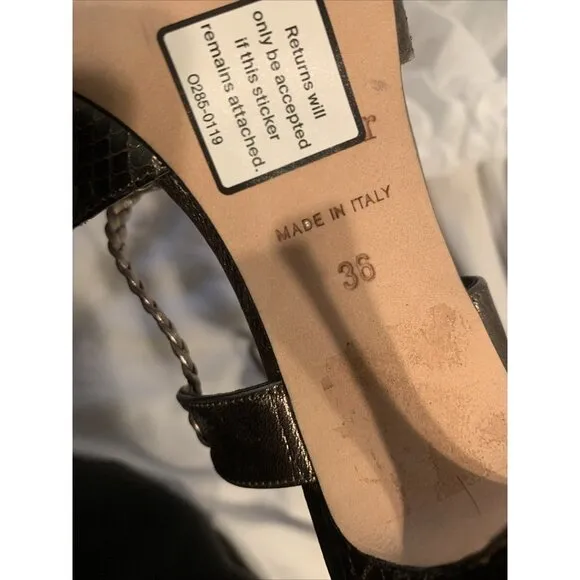 Returns will
only be accepted
if this sticker
remains attached.
O285-0119
r
MADE IN ITALY
36